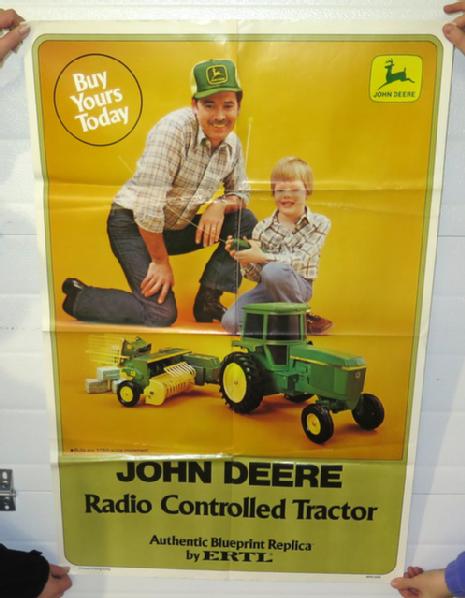 Buy
Yours
Today
JOHN DEERE
JOHN DEERE
Radio Controlled Tractor
Authentic Blueprint Replica
by ERTL